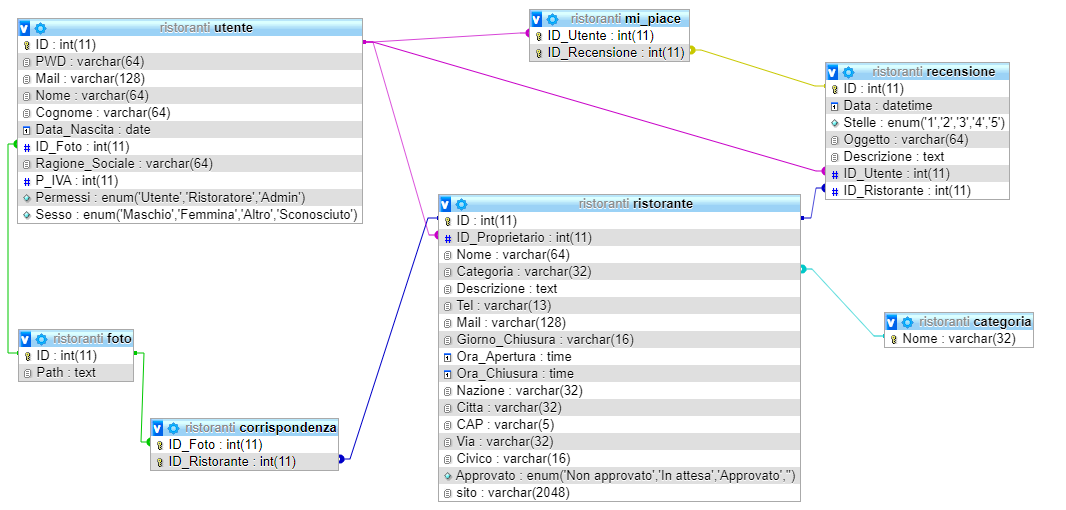 ristoranti utente
ID : int(11)
PWD : varchar(64)
Mail : varchar(128)
Nome : varchar(64)
Cognome : varchar(64)
Data_Nascita : date
ID_Foto : int(11)
Ragione_Sociale : varchar(64)
P_IVA : int(11)
Permessi : enum('Utente','Ristoratore','Admin')
Sesso : enum('Maschio','Femmina','Altro','Sconosciuto')
ristoranti mi_piace
ID_Utente : int(11)
ID_Recensione : int(11)
ristoranti recensione
ID : int(11)
Data : datetime
Stelle : enum('1','2','3','4','5')
Oggetto : varchar(64)
Descrizione : text
ID_Utente : int(11)
ID_Ristorante : int(11)
ristoranti ristorante
ID : int(11)
ID_Proprietario : int(11)
Nome : varchar(64)
Categoria : varchar(32)
Descrizione : text
Tel : varchar(13)
Mail : varchar(128)
Giorno_Chiusura : varchar(16)
Ora_Apertura : time
Ora_Chiusura : time
Nazione : varchar(32)
Citta : varchar(32)
CAP : varchar(5)
Via : varchar(32)
Civico : varchar(16)
Approvato : enum('Non approvato','In attesa','Approvato','')
sito : varchar(2048)
ristoranti categoria
Nome : varchar(32)
ristoranti foto
ID : int(11)
Path : text
ristoranti corrispondenza
ID_Foto : int(11)
ID_Ristorante : int(11)